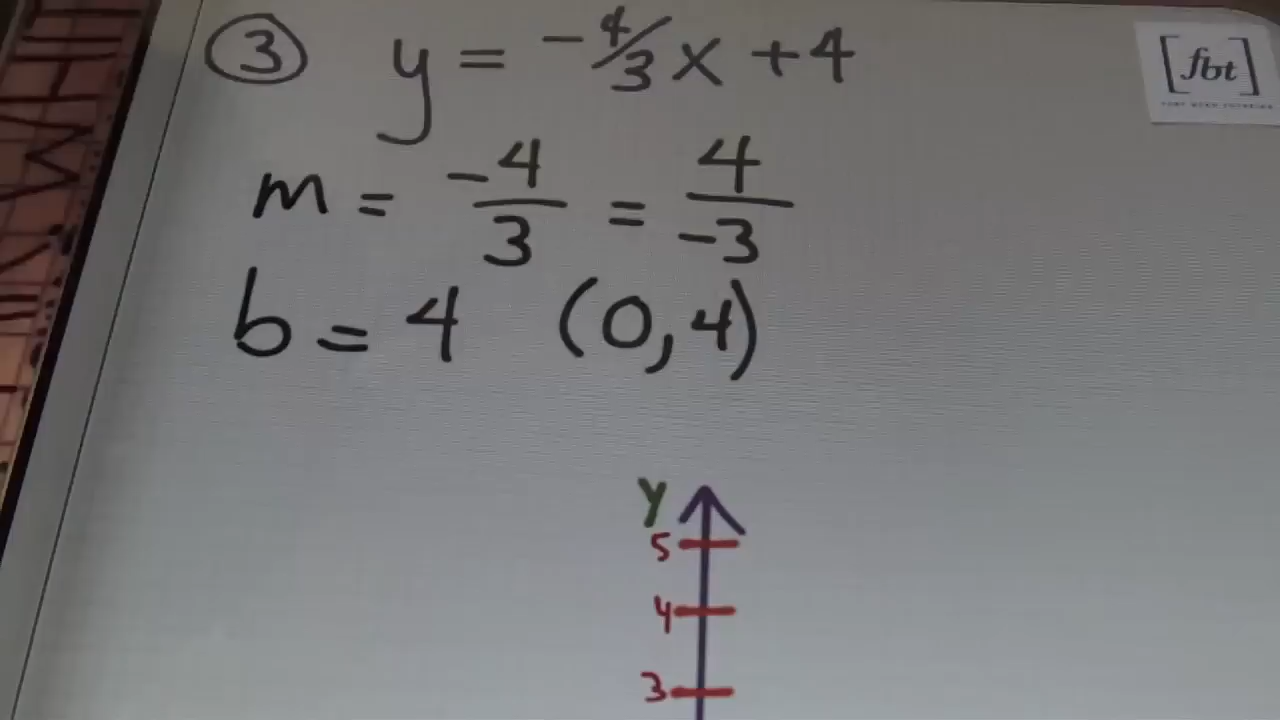 3 y = -4/3 x + 4
[fbt]
m = -4/3 = 4/-3
b = 4 (0, 4)
y
5
4
3